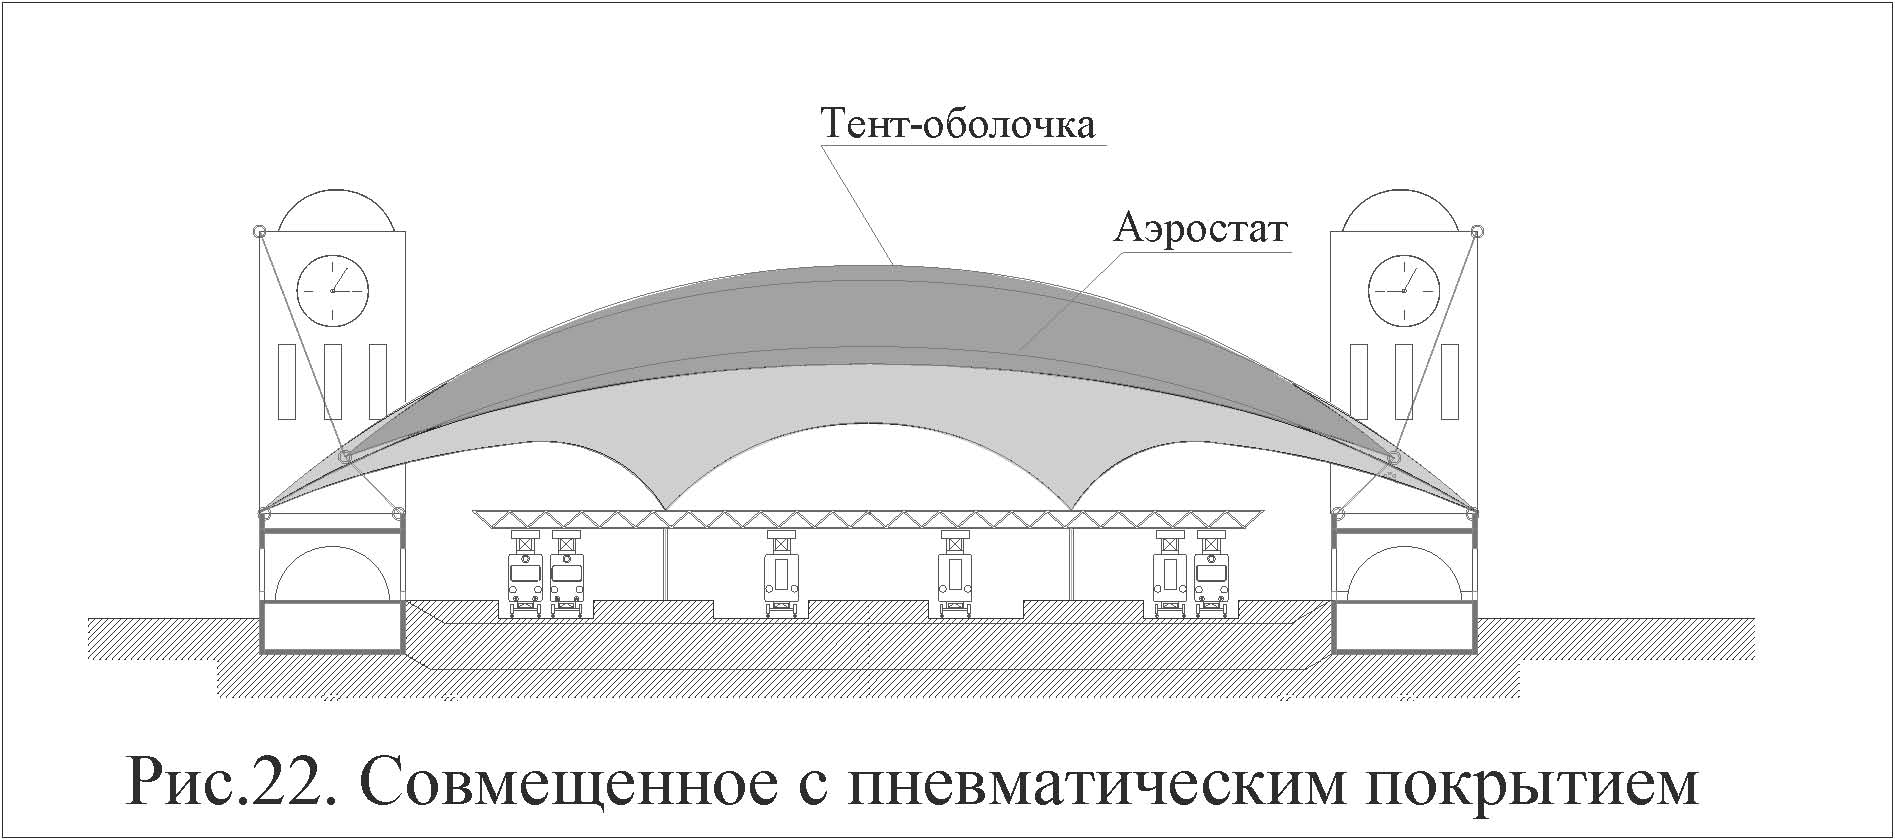 Тент-оболочка
Аэростат
Рис.22. Совмещенное с пневматическим покрытием